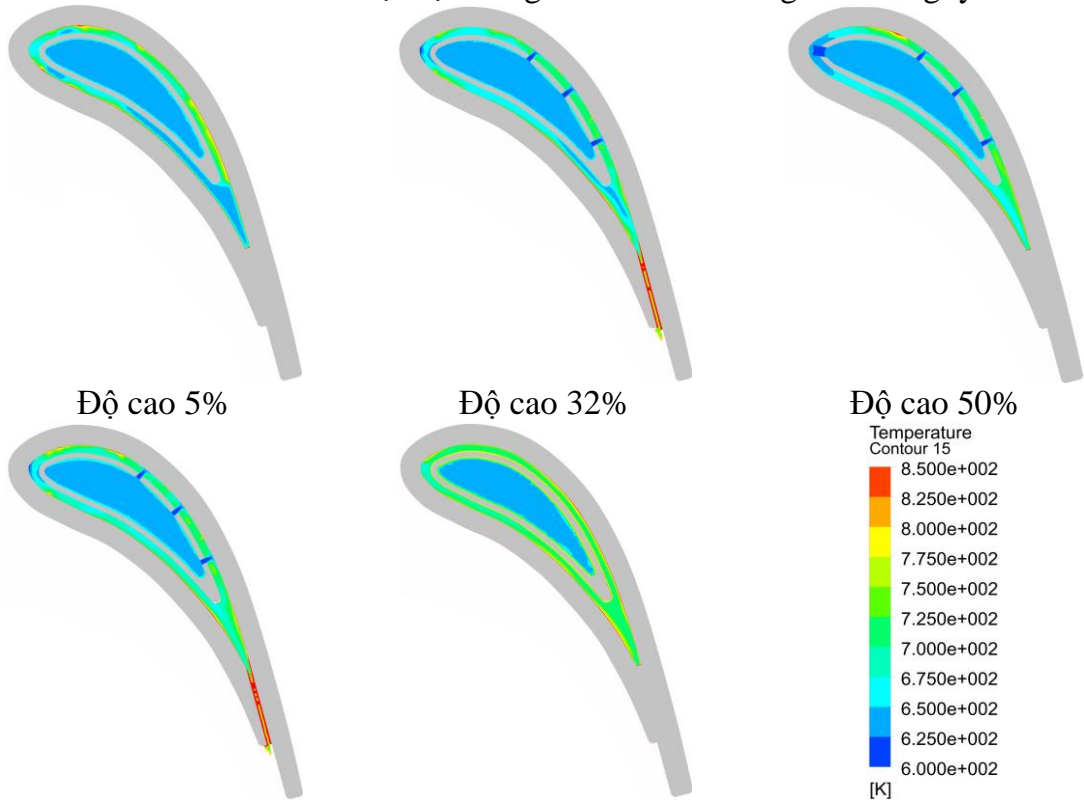 Độ cao 5%
Độ cao 32%
Độ cao 50%
Temperature
Contour 15
8.500e+002
8.250e+002
8.000e+002
7.750e+002
7.500e+002
7.250e+002
7.000e+002
6.750e+002
6.500e+002
6.250e+002
6.000e+002
[K]